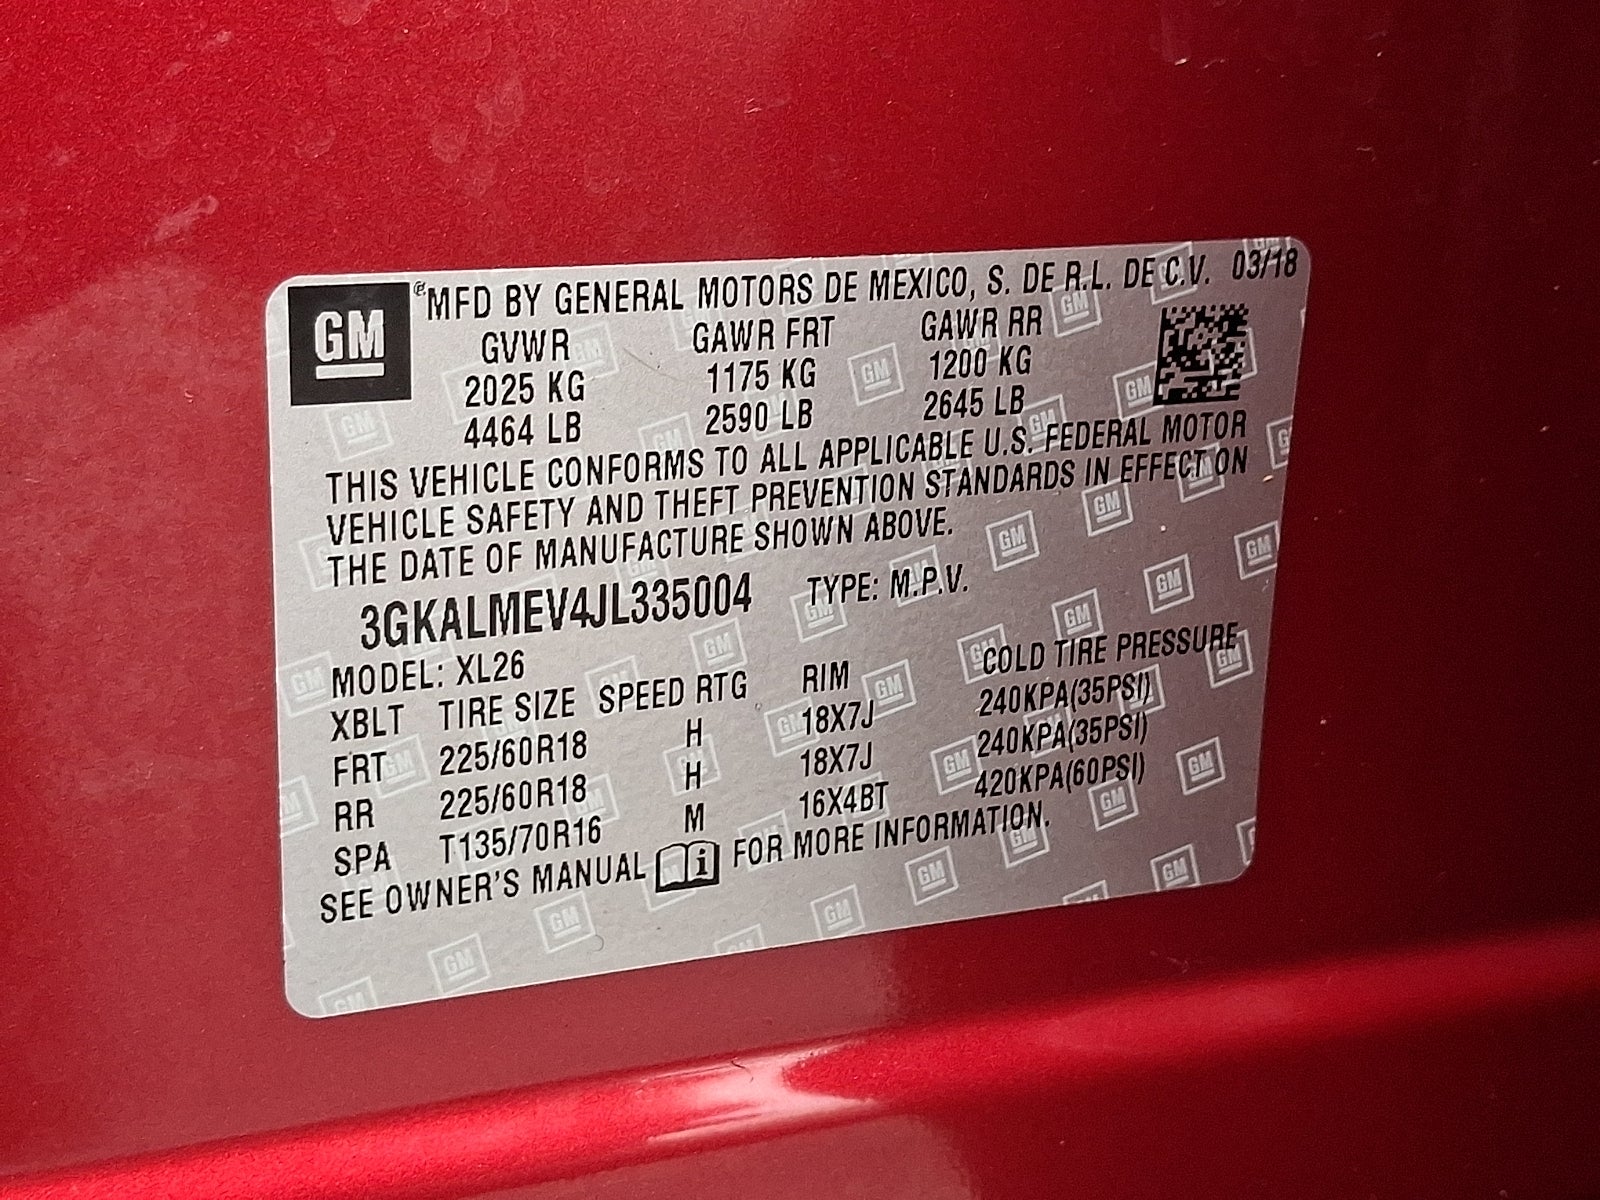 GM
MFD BY GENERAL MOTORS DE MEXICO, S. DE R.L. DE C.V. 03/18
GVWR GAWR FRT GAWR RR
2025 KG 1175 KG 1200 KG
4464 LB 2590 LB 2645 LB
THIS VEHICLE CONFORMS TO ALL APPLICABLE U.S. FEDERAL MOTOR
VEHICLE SAFETY AND THEFT PREVENTION STANDARDS IN EFFECT ON
THE DATE OF MANUFACTURE SHOWN ABOVE.
3GKALMEV4JL335004 TYPE: M.P.V.
MODEL: XL26
XBLT TIRE SIZE SPEED RTG RIM COLD TIRE PRESSURE
FRT 225/60R18 H 18X7J 240KPA(35PSI)
RR 225/60R18 H 18X7J 240KPA(35PSI)
SPA T135/70R16 M 16X4BT 420KPA(60PSI)
SEE OWNER'S MANUAL i FOR MORE INFORMATION.